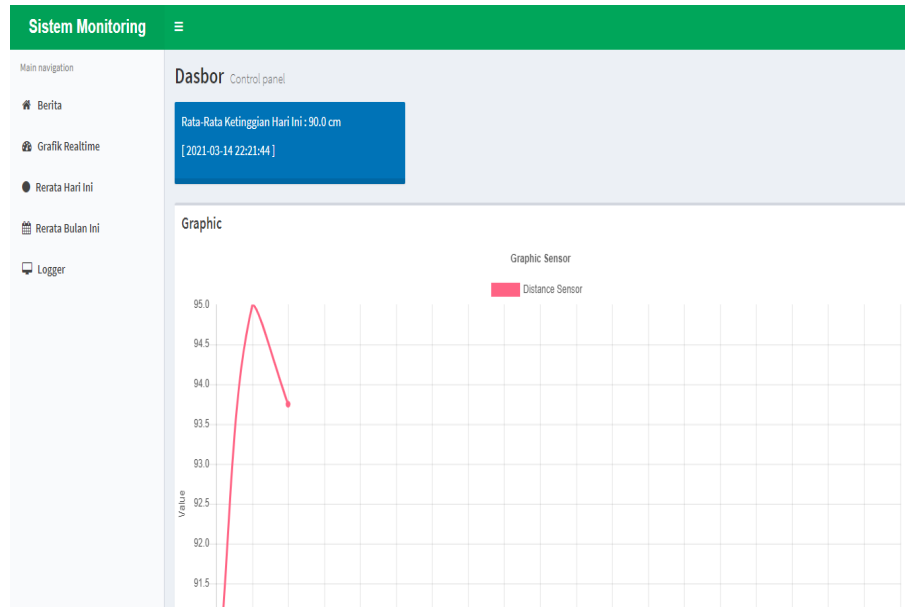 Sistem Monitoring
Main navigation
Berita
Grafik Realtime
Rerata Hari Ini
Rerata Bulan Ini
Logger
Dasbor Control panel
Rata-Rata Ketinggian Hari Ini : 90.0 cm
[ 2021-03-14 22:21:44 ]
Graphic
Graphic Sensor
Distance Sensor
95.0
94.5
94.0
93.5
93.0
92.5
92.0
91.5
Value